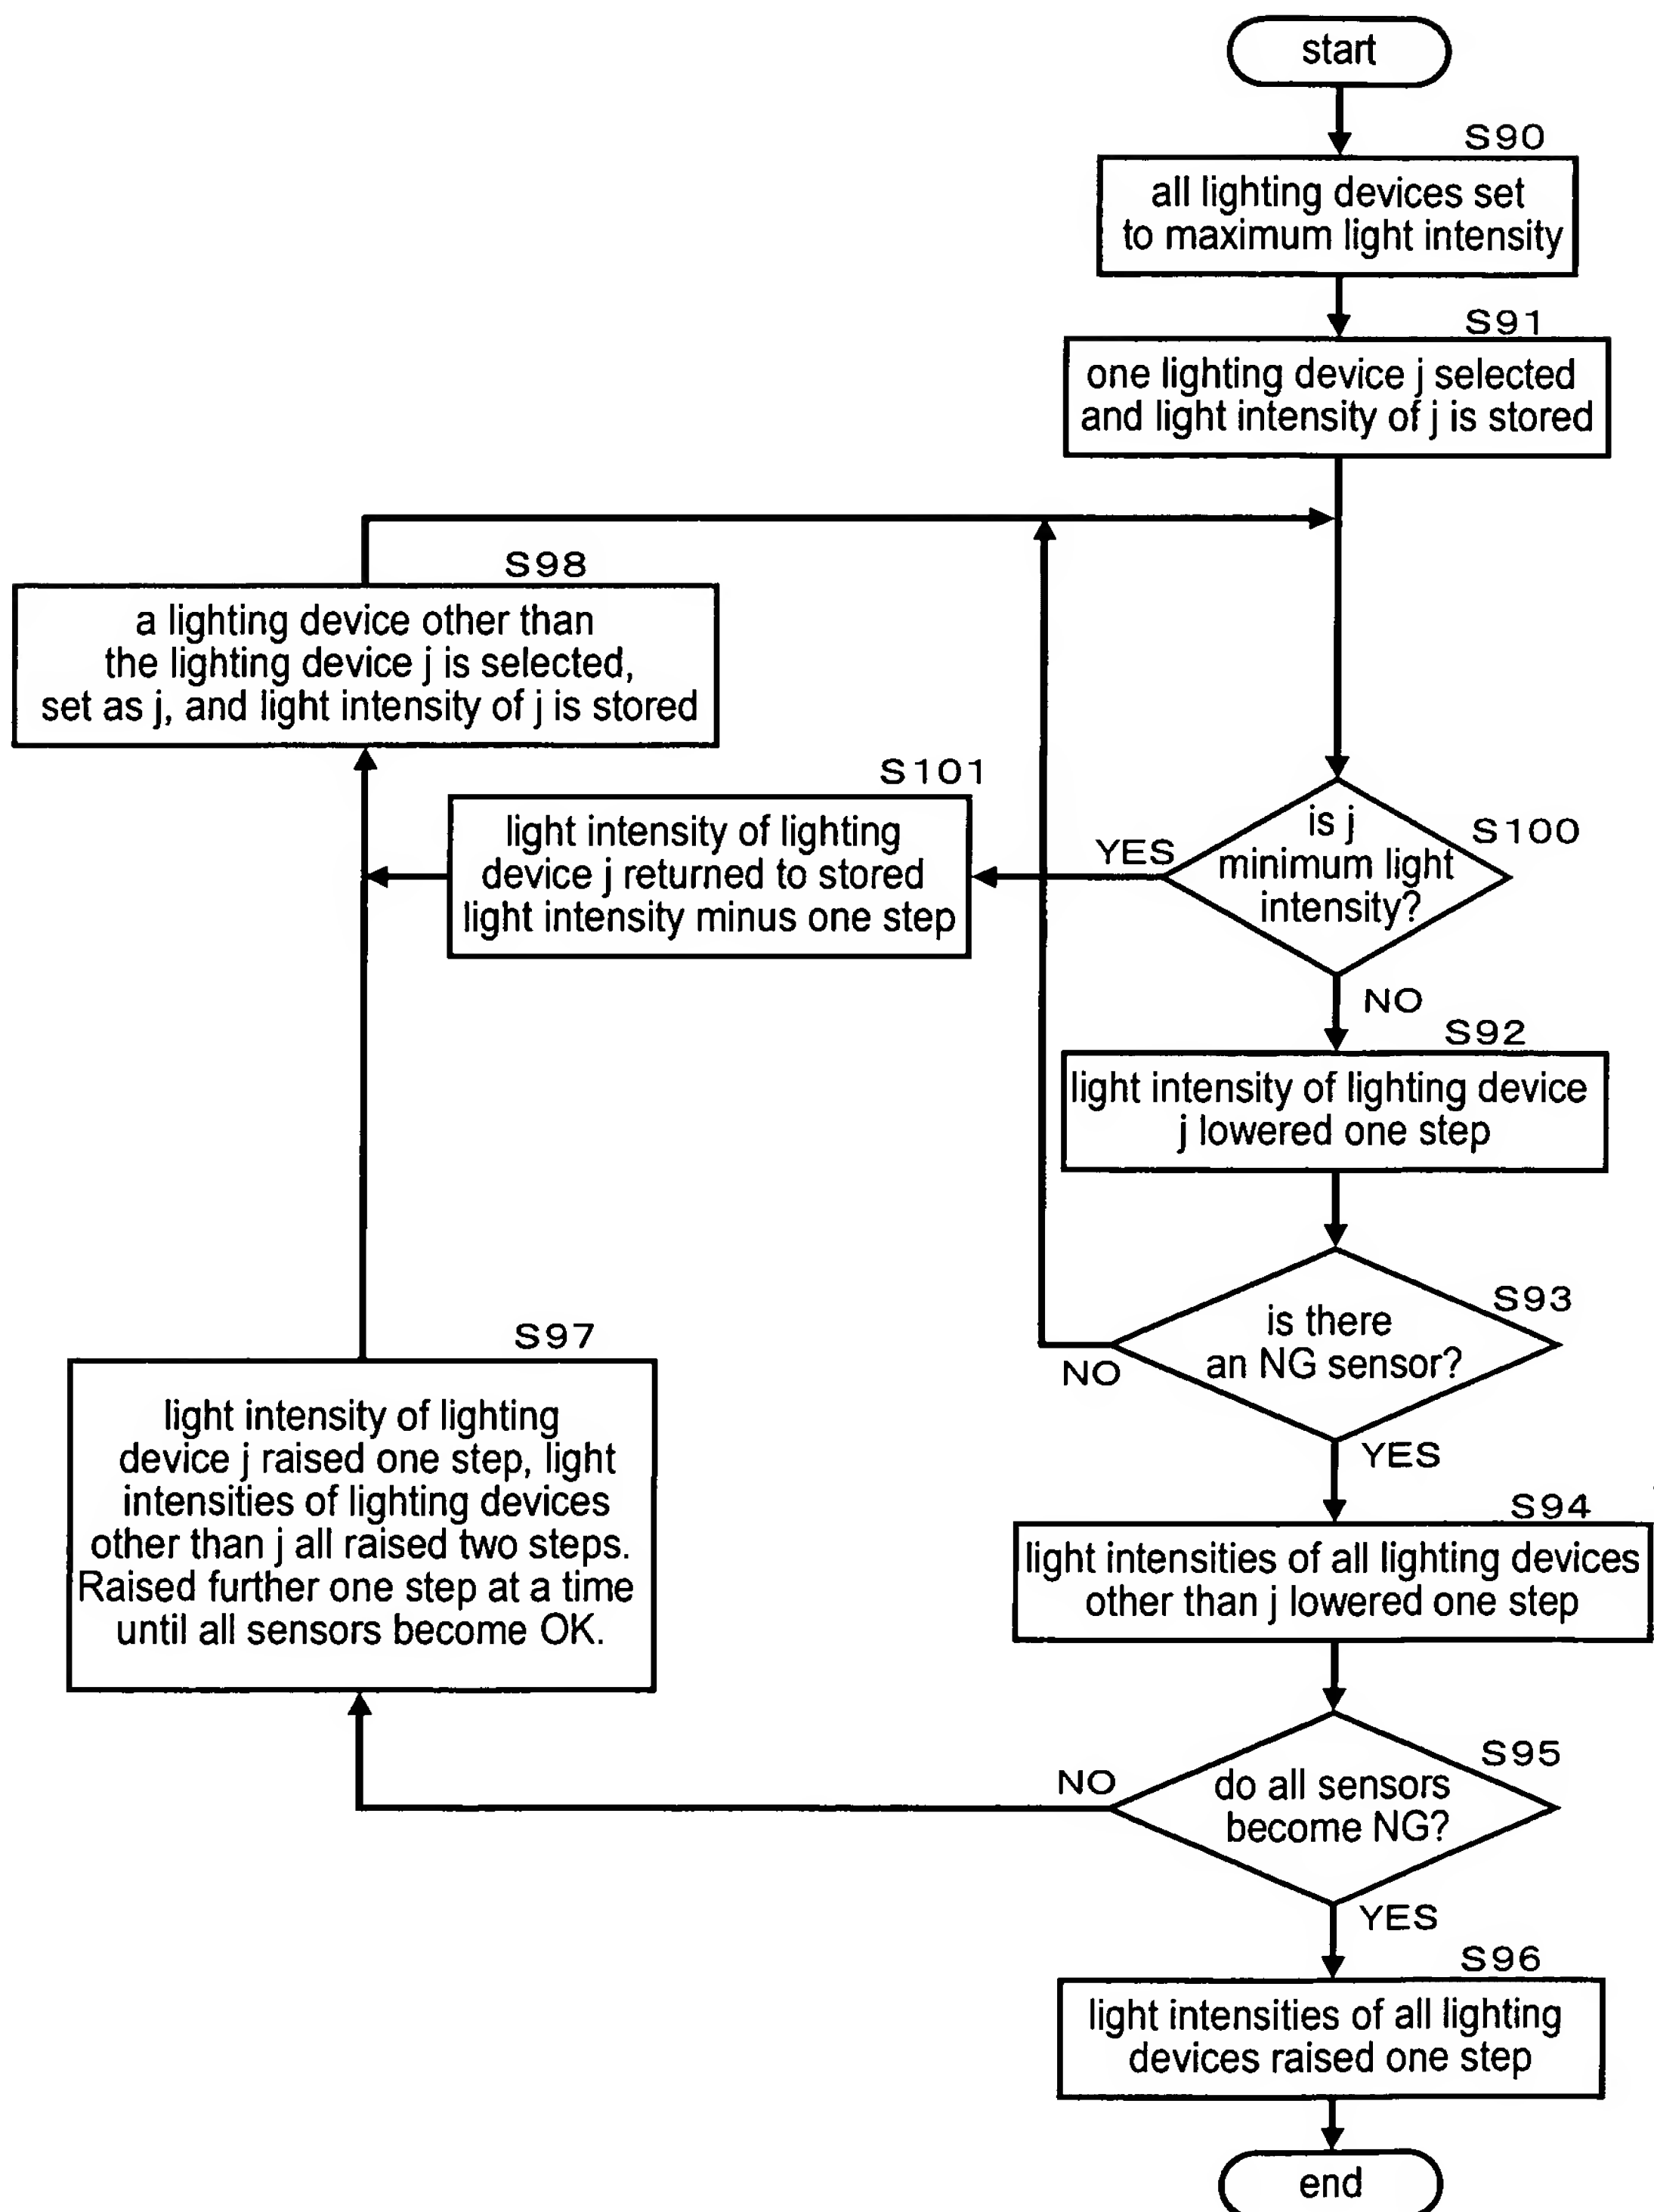 start
S90
all lighting devices set
to maximum light intensity
S91
one lighting device j selected
and light intensity of j is stored
S98
a lighting device other than
the lighting device j is selected,
set as j, and light intensity of j is stored
S101
light intensity of lighting
device j returned to stored
light intensity minus one step
YES
is j
minimum light
intensity?
S100
NO
S92
light intensity of lighting device
j lowered one step
S93
is there
an NG sensor?
NO
YES
S97
light intensity of lighting
device j raised one step, light
intensities of lighting devices
other than j all raised two steps.
Raised further one step at a time
until all sensors become OK.
S94
light intensities of all lighting devices
other than j lowered one step
S95
NO
do all sensors
become NG?
YES
S96
light intensities of all lighting
devices raised one step
end